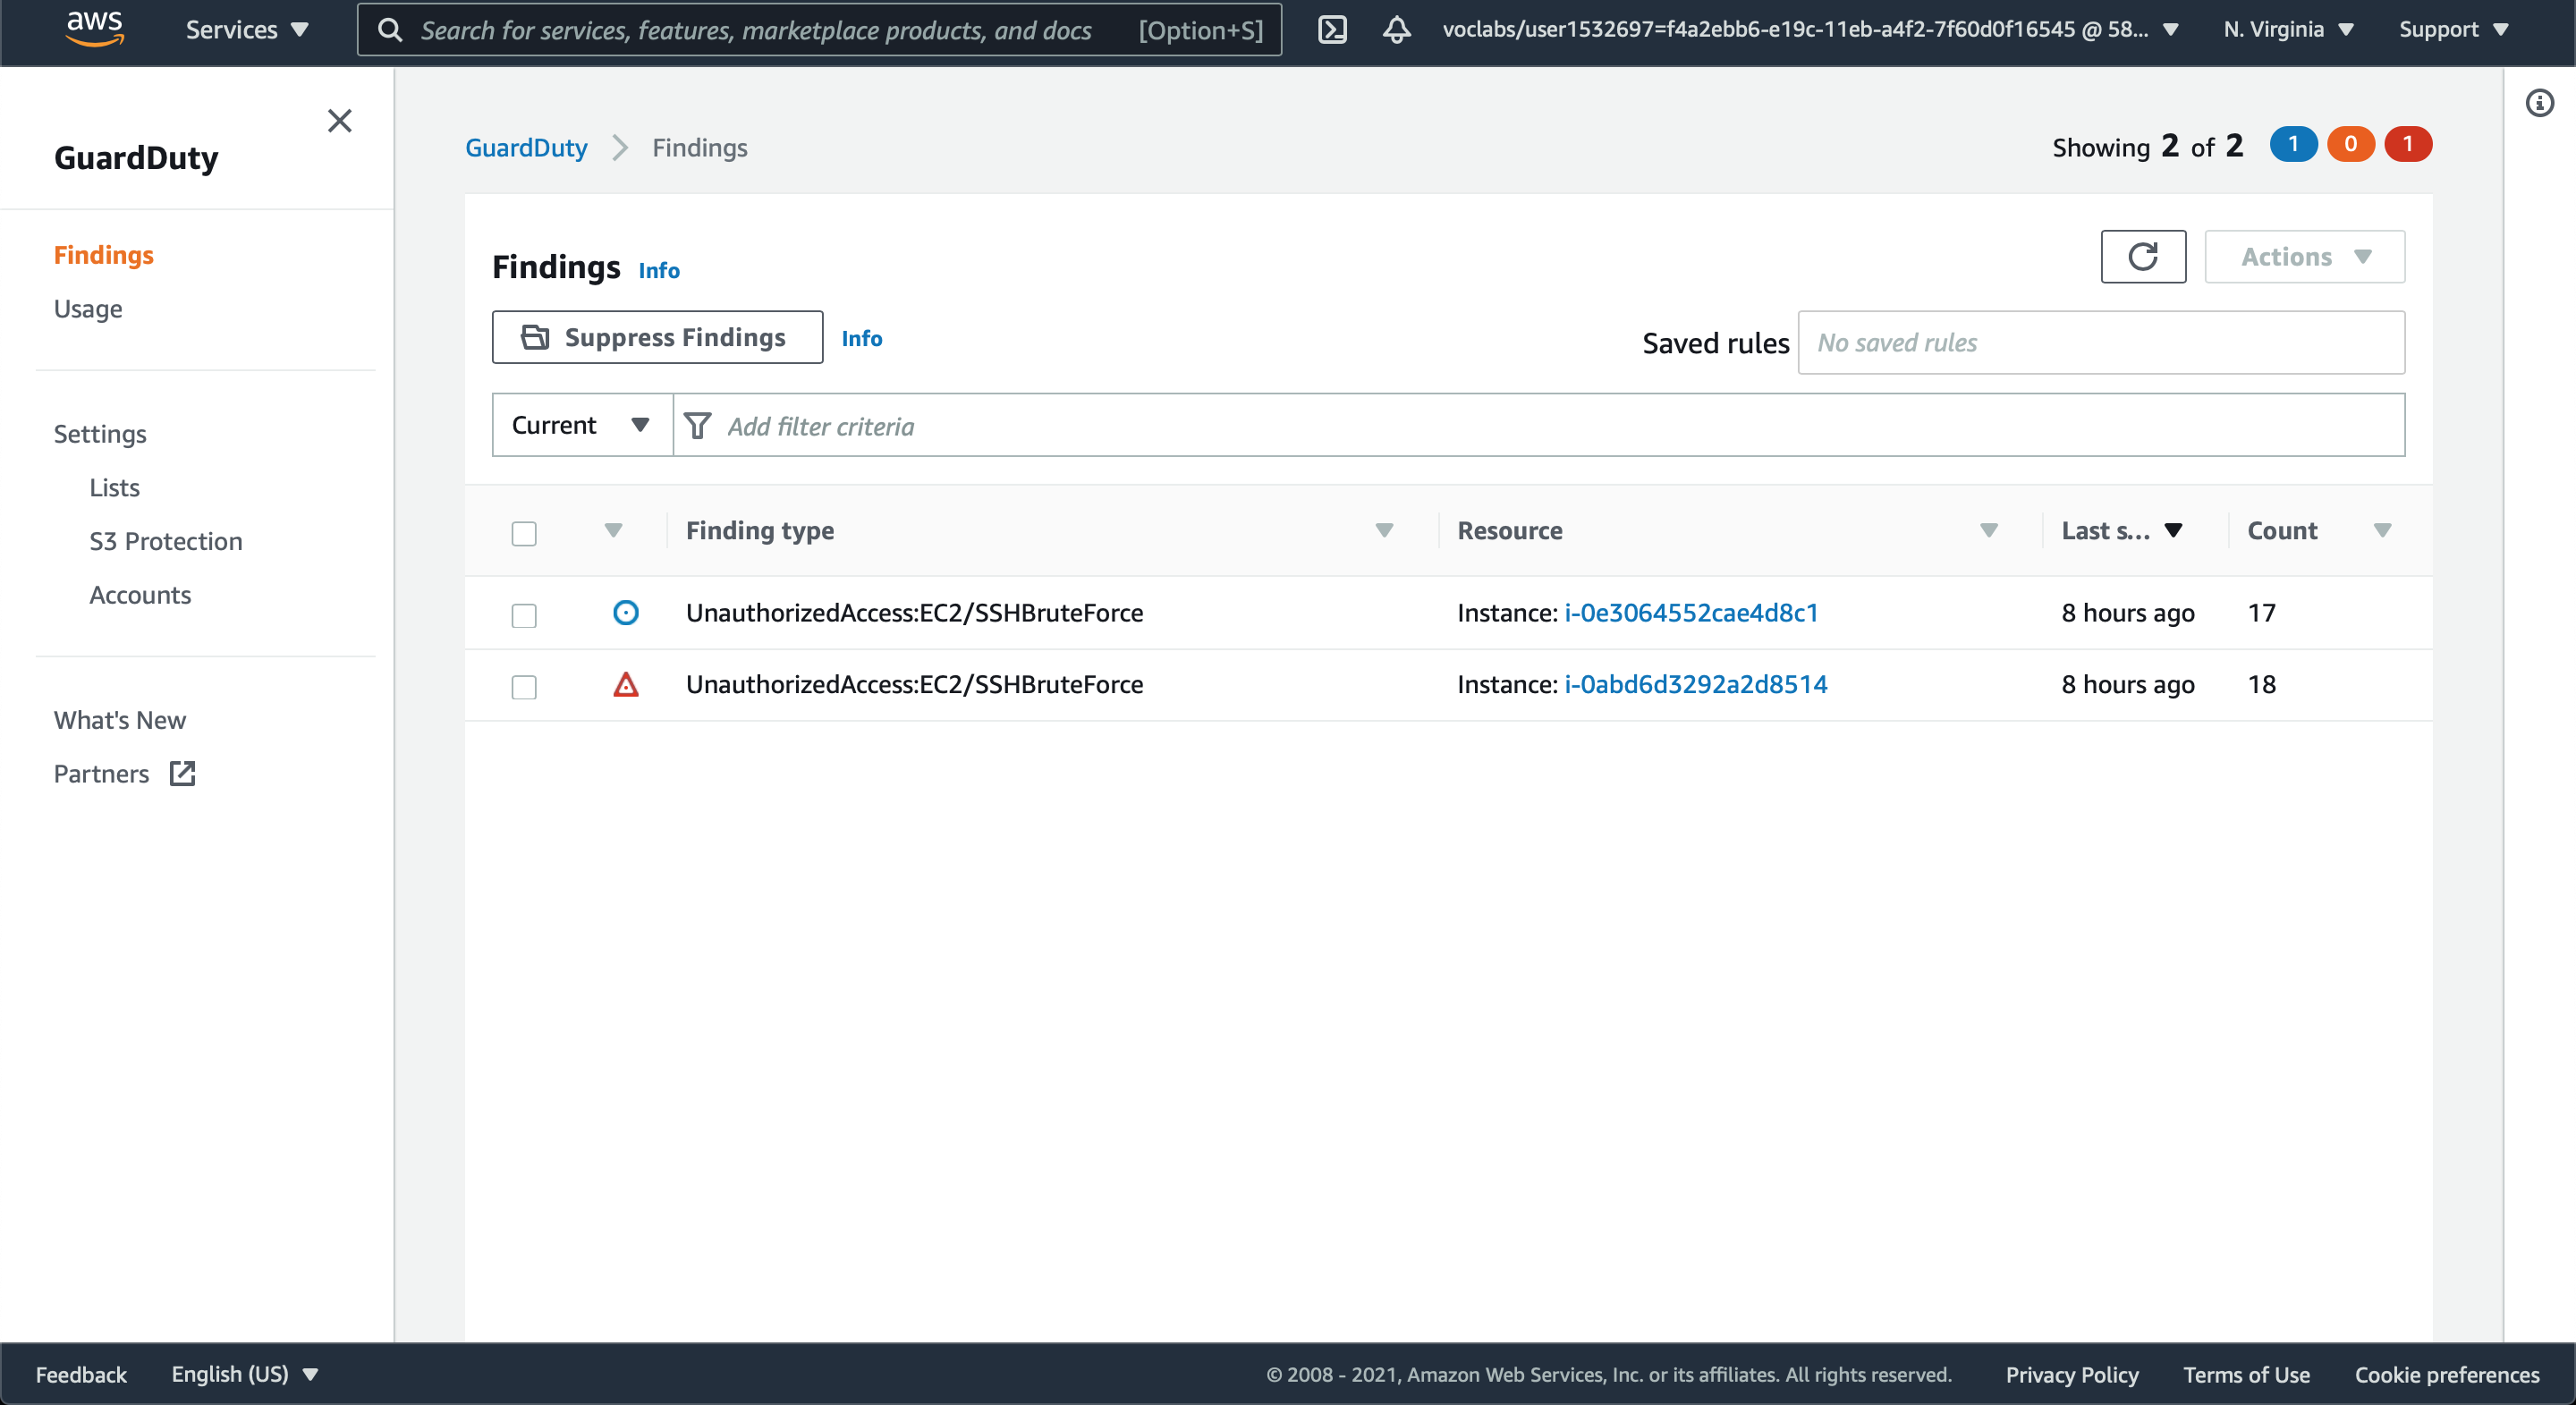 aws Services Search for services, features, marketplace products, and docs [Option+S] voclabs/user1532697=f4a2ebb6-e19c-11eb-a4f2-7f60d0f16545 @ 58... N. Virginia Support
GuardDuty
Findings
Usage
Settings
Lists
S3 Protection
Accounts
What's New
Partners
GuardDuty Findings Showing 2 of 2 1 0 1
Findings Info Actions
Suppress Findings Info Saved rules No saved rules
Current Add filter criteria
Finding type Resource Last s... Count
UnauthorizedAccess:EC2/SSHBruteForce Instance: i-0e3064552cae4d8c1 8 hours ago 17
UnauthorizedAccess:EC2/SSHBruteForce Instance: i-0abd6d3292a2d8514 8 hours ago 18
Feedback English (US) © 2008 - 2021, Amazon Web Services, Inc. or its affiliates. All rights reserved. Privacy Policy Terms of Use Cookie preferences